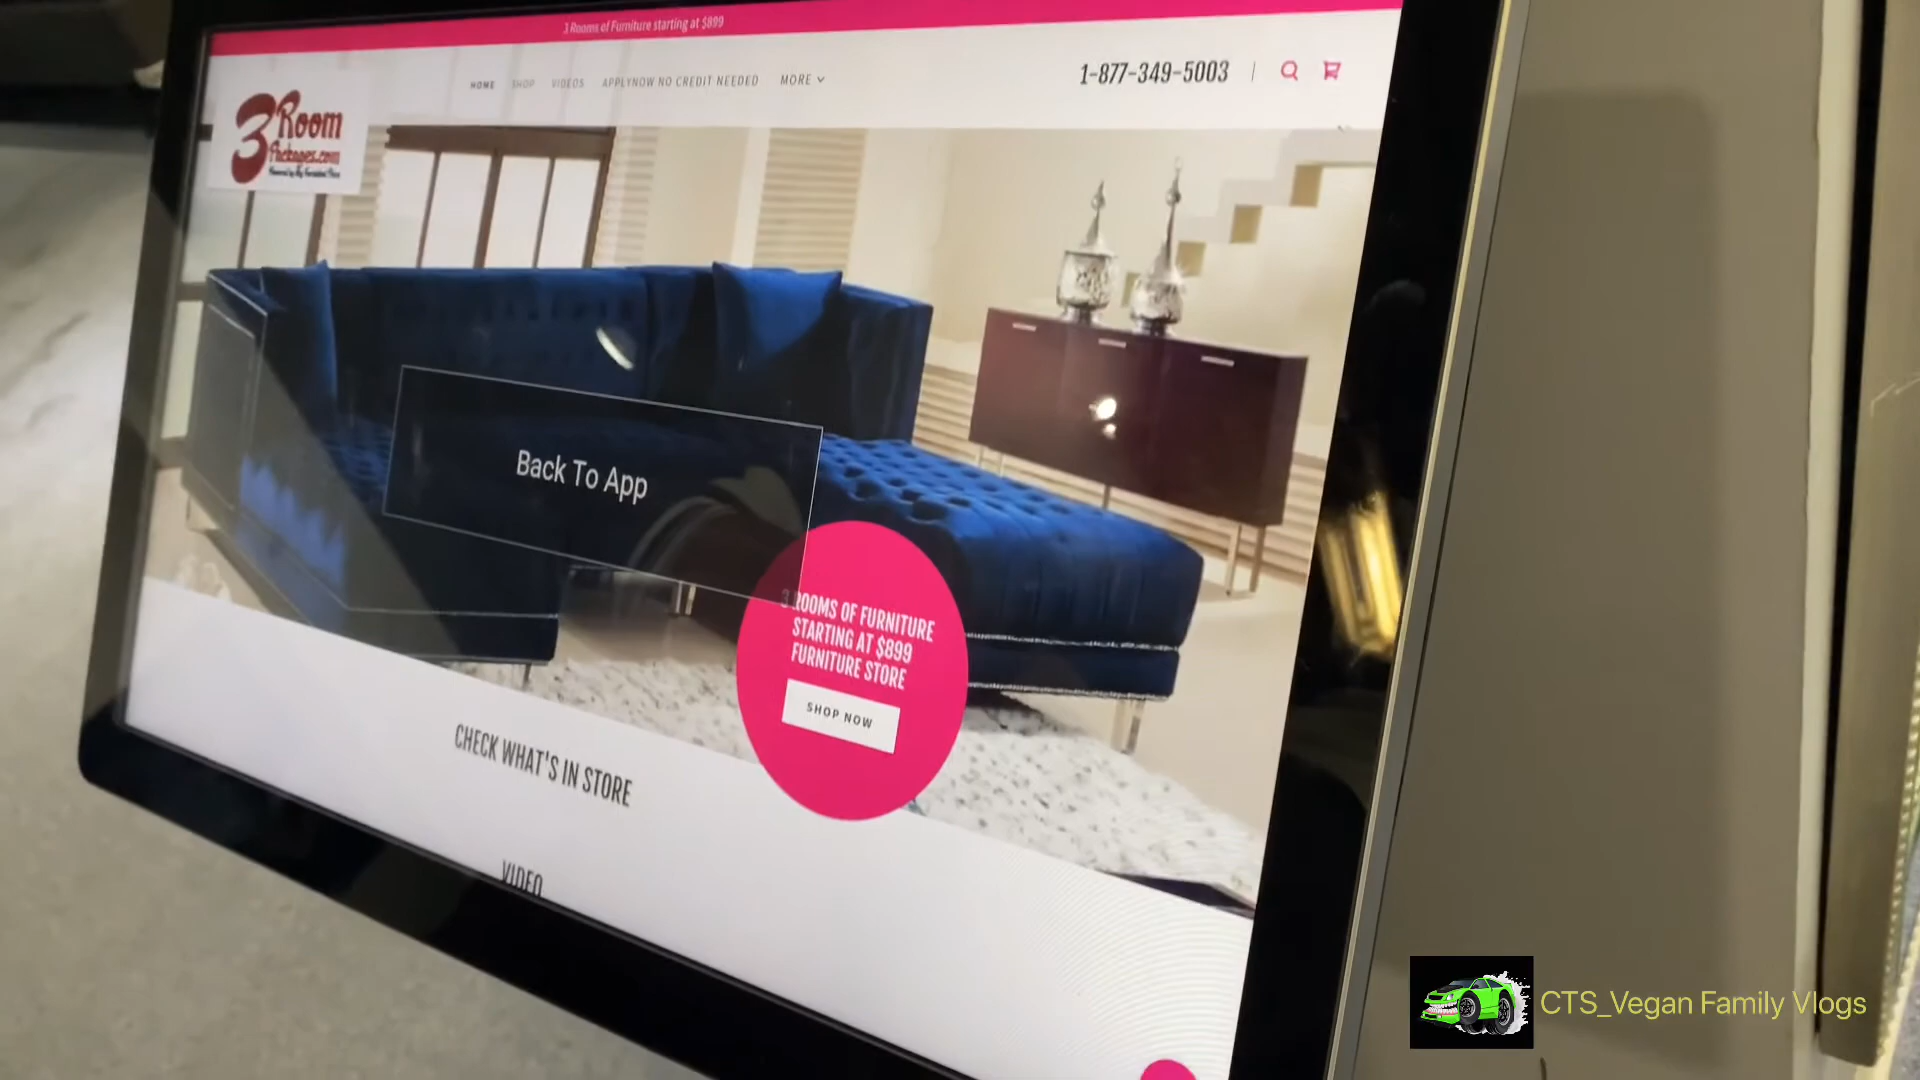 3 Rooms of Furniture starting at $899
HOME SHOP VIDEOS APPLYNOW NO CREDIT NEEDED MORE
1-877-349-5003
3 Room
Packages.com
Back To App
3 ROOMS OF FURNITURE
STARTING AT $899
FURNITURE STORE
SHOP NOW
CHECK WHAT'S IN STORE
VIDEO
CTS_Vegan Family Vlogs